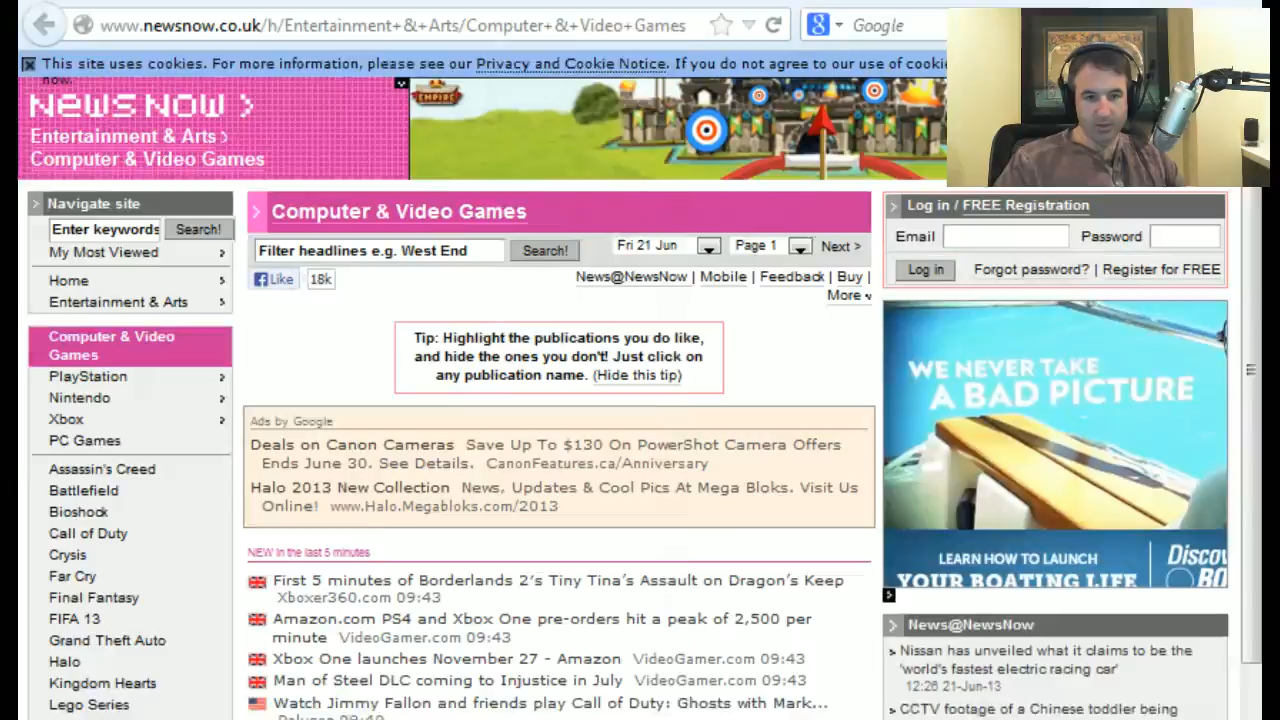 www.newsnow.co.uk/h/Entertainment+&+Arts/Computer+&+Video+Games
Google
This site uses cookies. For more information, please see our Privacy and Cookie Notice. If you do not agree to our use of cookie
now.
NEWS NOW >
Entertainment & Arts
Computer & Video Games
EMPIRE
Navigate site
Enter keywords
Search!
My Most Viewed
Home
Entertainment & Arts
Computer & Video
Games
PlayStation
Nintendo
Xbox
PC Games
Assassin's Creed
Battlefield
Bioshock
Call of Duty
Crysis
Far Cry
Final Fantasy
FIFA 13
Grand Theft Auto
Halo
Kingdom Hearts
Lego Series
Computer & Video Games
Filter headlines e.g. West End
Search!
Fri 21 Jun
Page 1
Next >
Like
18k
News@NewsNow | Mobile | Feedback | Buy |
More
Tip: Highlight the publications you do like,
and hide the ones you don't! Just click on
any publication name. (Hide this tip)
Ads by Google
Deals on Canon Cameras Save Up To $130 On PowerShot Camera Offers
Ends June 30. See Details. CanonFeatures.ca/Anniversary
Halo 2013 New Collection News, Updates & Cool Pics At Mega Bloks. Visit Us
Online! www.Halo.Megabloks.com/2013
NEW in the last 5 minutes
First 5 minutes of Borderlands 2's Tiny Tina's Assault on Dragon's Keep
Xboxer360.com 09:43
Amazon.com PS4 and Xbox One pre-orders hit a peak of 2,500 per
minute VideoGamer.com 09:43
Xbox One launches November 27 - Amazon VideoGamer.com 09:43
Man of Steel DLC coming to Injustice in July VideoGamer.com 09:43
Watch Jimmy Fallon and friends play Call of Duty: Ghosts with Mark...
Log in / FREE Registration
Email
Password
Log in
Forgot password? | Register for FREE
WE NEVER TAKE
A BAD PICTURE
LEARN HOW TO LAUNCH
YOUR BOATING LIFE
Discov
BO
News@NewsNow
Nissan has unveiled what it claims to be the
'world's fastest electric racing car'
12:26 21-Jun-13
CCTV footage of a Chinese toddler being